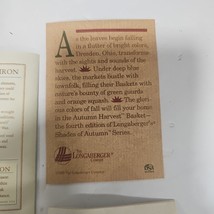 As the leaves begin falling
in a flutter of bright colors,
Dresden, Ohio, transforms
with the sights and sounds of the
harvest. Under deep blue
skies, the markets bustle with
townfolk, filling their Baskets with
nature's bounty of green gourds
and orange squash. The glori-
ous colors of fall will fill your home
in the Autumn Harvest Basket—
the fourth edition of Longaberger's
Shades of Autumn Series.
The
LONGABERGER
Company
IRON